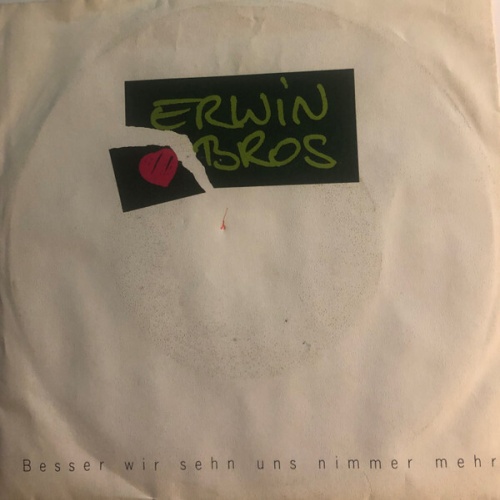 ERWIN
BROS
Besser wir sehn uns nimmer mehr